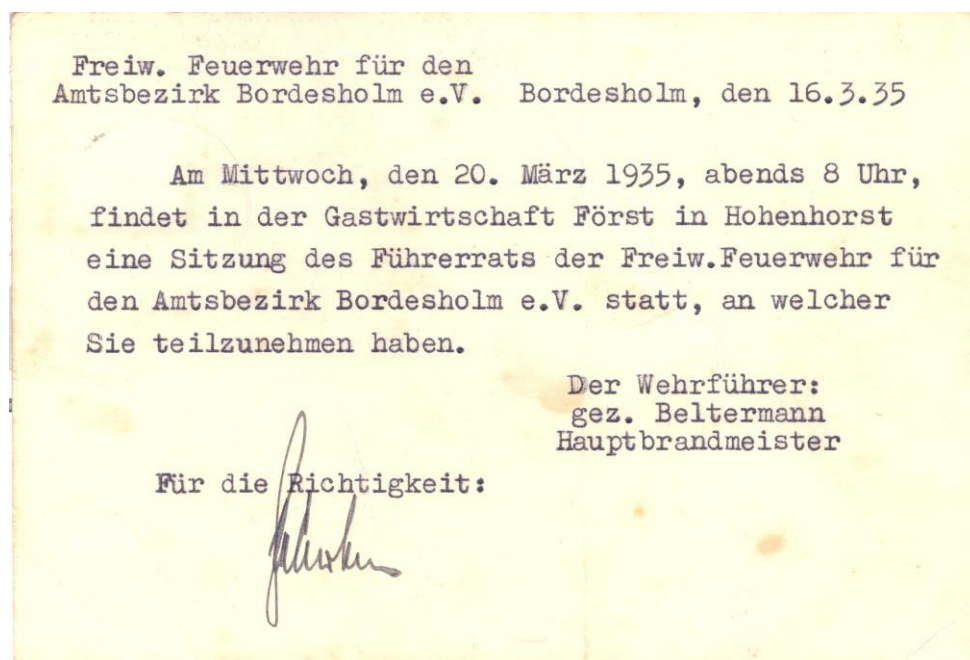 Freiw. Feuerwehr für den
Amtsbezirk Bordesholm e.V. Bordesholm, den 16.3.35
Am Mittwoch, den 20. März 1935, abends 8 Uhr,
findet in der Gastwirtschaft Först in Hohenhorst
eine Sitzung des Führerrats der Freiw.Feuerwehr für
den Amtsbezirk Bordesholm e.V. statt, an welcher
Sie teilzunehmen haben.
Der Wehrführer:
gez. Beltermann
Hauptbrandmeister
Für die Richtigkeit: